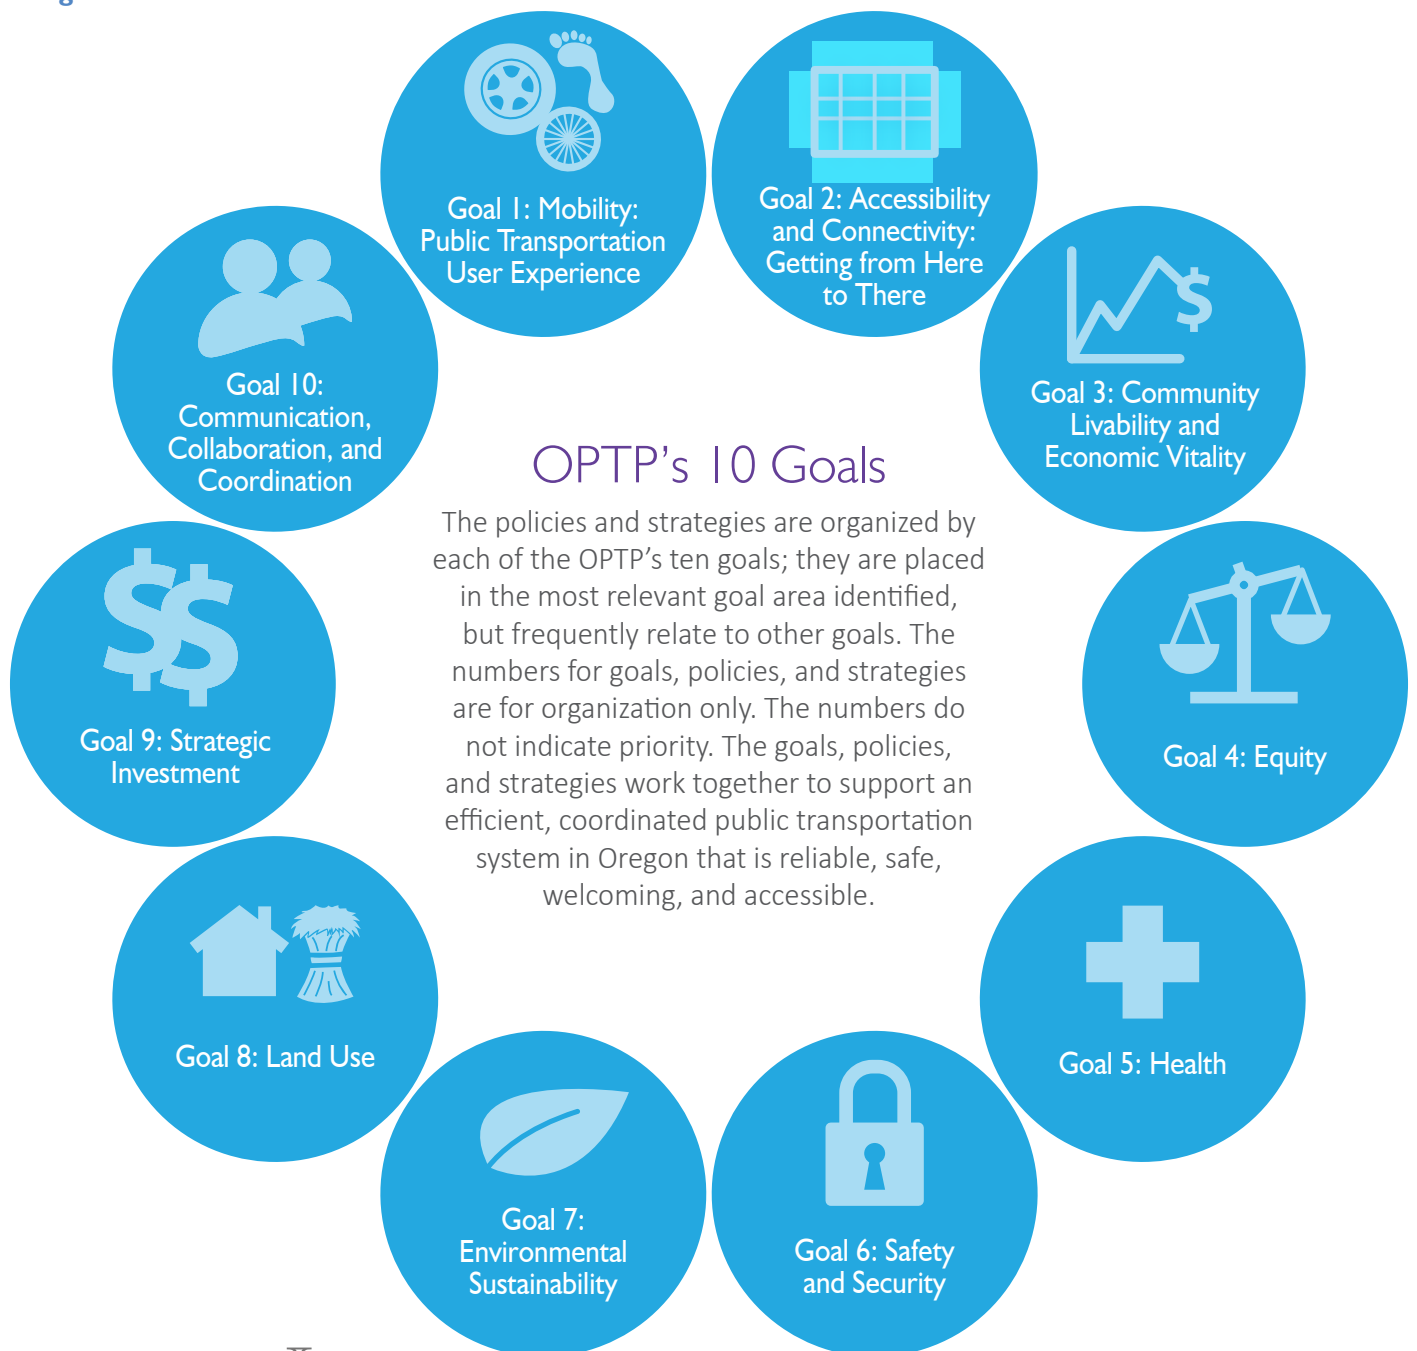 Goal 1: Mobility:
Public Transportation
User Experience
Goal 2: Accessibility
and Connectivity:
Getting from Here
to There
Goal 3: Community
Livability and
Economic Vitality
Goal 4: Equity
Goal 5: Health
Goal 6: Safety
and Security
Goal 7:
Environmental
Sustainability
Goal 8: Land Use
Goal 9: Strategic
Investment
Goal 10:
Communication,
Collaboration, and
Coordination
OPTP’s 10 Goals
The policies and strategies are organized by
each of the OPTP’s ten goals; they are placed
in the most relevant goal area identified,
but frequently relate to other goals. The
numbers for goals, policies, and strategies
are for organization only. The numbers do
not indicate priority. The goals, policies,
and strategies work together to support an
efficient, coordinated public transportation
system in Oregon that is reliable, safe,
welcoming, and accessible.